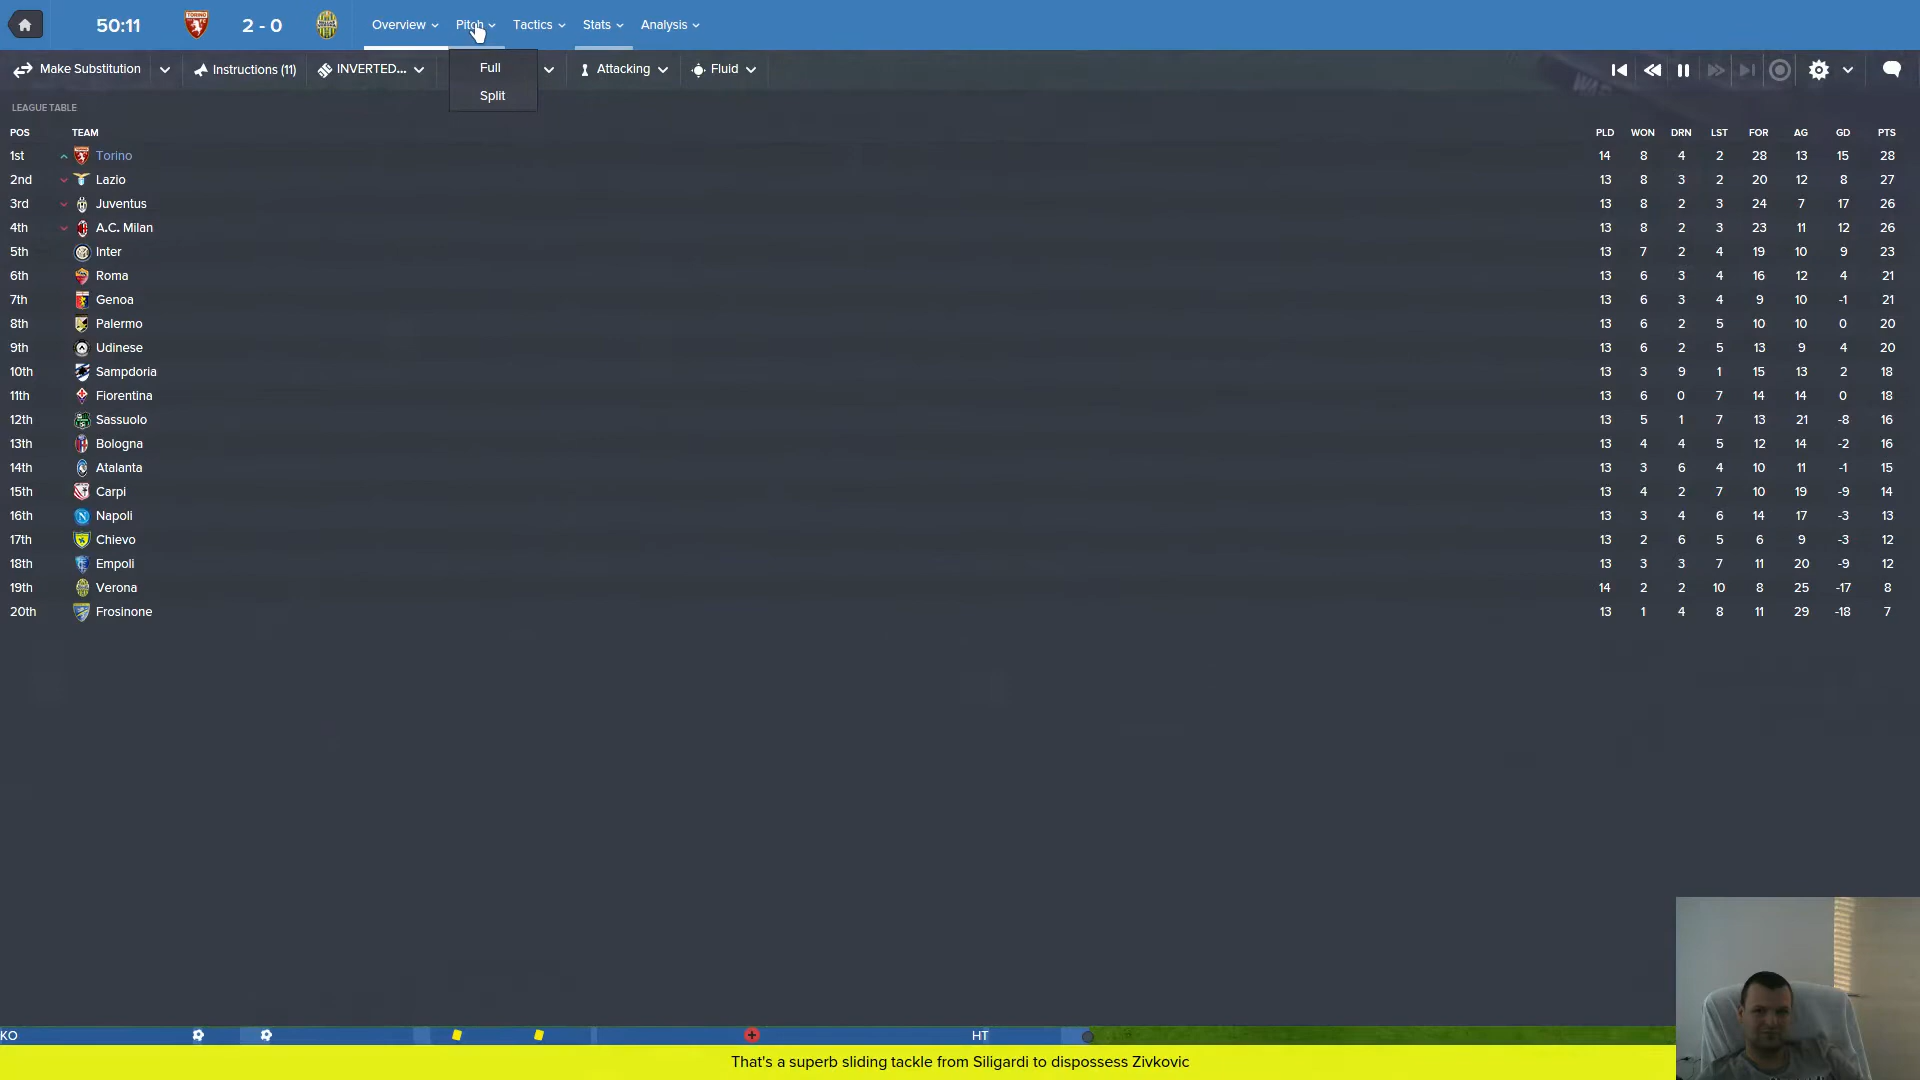 50:11 2 - 0 Overview Pitch Tactics Stats Analysis
Make Substitution Instructions (11) INVERTED... Attacking Fluid
Full
Split
LEAGUE TABLE
POS TEAM PLD WON DRN LST FOR AG GD PTS
1st Torino 14 8 4 2 28 13 15 28
2nd Lazio 13 8 3 2 20 12 8 27
3rd Juventus 13 8 2 3 24 7 17 26
4th A.C. Milan 13 8 2 3 23 11 12 26
5th Inter 13 7 2 4 19 10 9 23
6th Roma 13 6 3 4 16 12 4 21
7th Genoa 13 6 3 4 9 10 -1 21
8th Palermo 13 6 2 5 10 10 0 20
9th Udinese 13 6 2 5 13 9 4 20
10th Sampdoria 13 3 9 1 15 13 2 18
11th Fiorentina 13 6 0 7 14 14 0 18
12th Sassuolo 13 5 1 7 13 21 -8 16
13th Bologna 13 4 4 5 12 14 -2 16
14th Atalanta 13 3 6 4 10 11 -1 15
15th Carpi 13 4 2 7 10 19 -9 14
16th Napoli 13 3 4 6 14 17 -3 13
17th Chievo 13 2 6 5 6 9 -3 12
18th Empoli 13 3 3 7 11 20 -9 12
19th Verona 14 2 2 10 8 25 -17 8
20th Frosinone 13 1 4 8 11 29 -18 7
KO HT
That's a superb sliding tackle from Siligardi to dispossess Zivkovic